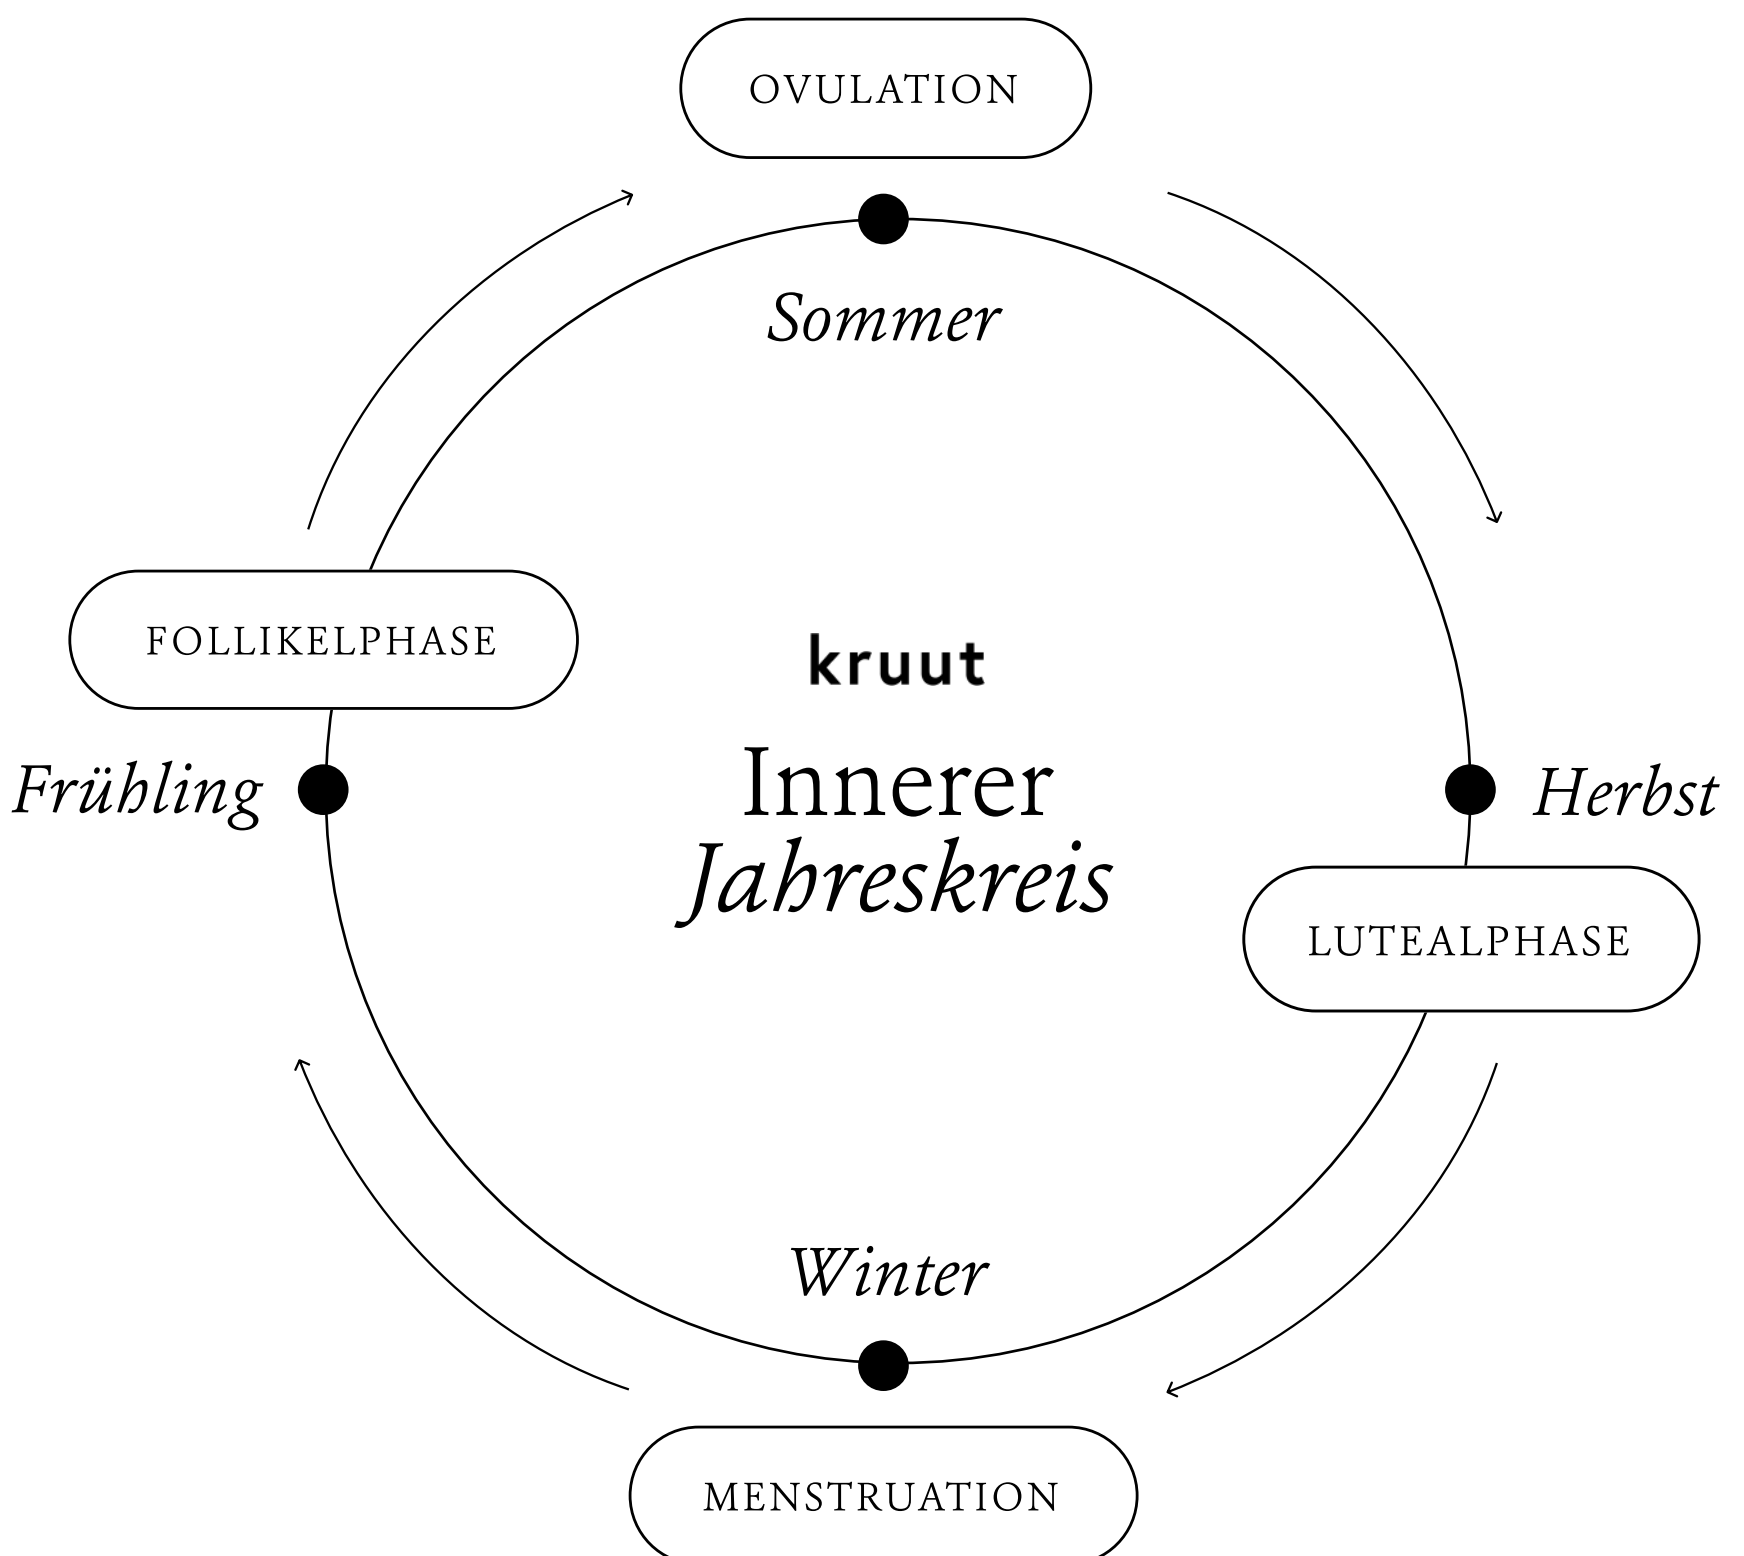 OVULATION
Sommer
FOLLIKELPHASE
kruut
Innerer
Jahreskreis
Frühling
Herbst
LUTEALPHASE
Winter
MENSTRUATION